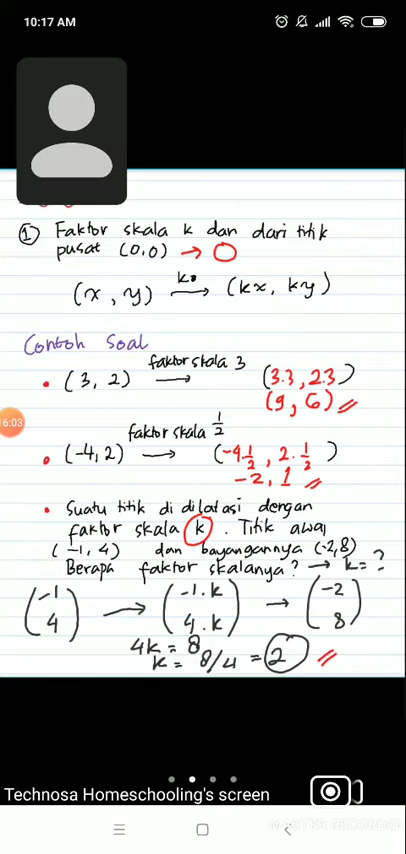 10:17 AM
① Faktor skala k dan dari titik
pusat (0,0) → O
(x, y) k→ (kx, ky)
Contoh Soal
• (3, 2) faktor skala 3 → (3.3, 2.3)
(9, 6)
16:03
• (-4, 2) faktor skala 1/2 → (-4.1/2, 2.1/2)
-2, 1
• Suatu titik di dilatasi dengan
faktor skala k. Titik awal
(-1, 4) dan bayangannya (-2,8)
Berapa faktor skalanya? → k= ?
(-1 4) → (-1.k 4.k) → (-2 8)
4k = 8
k = 8/4 = 2
Technosa Homeschooling's screen